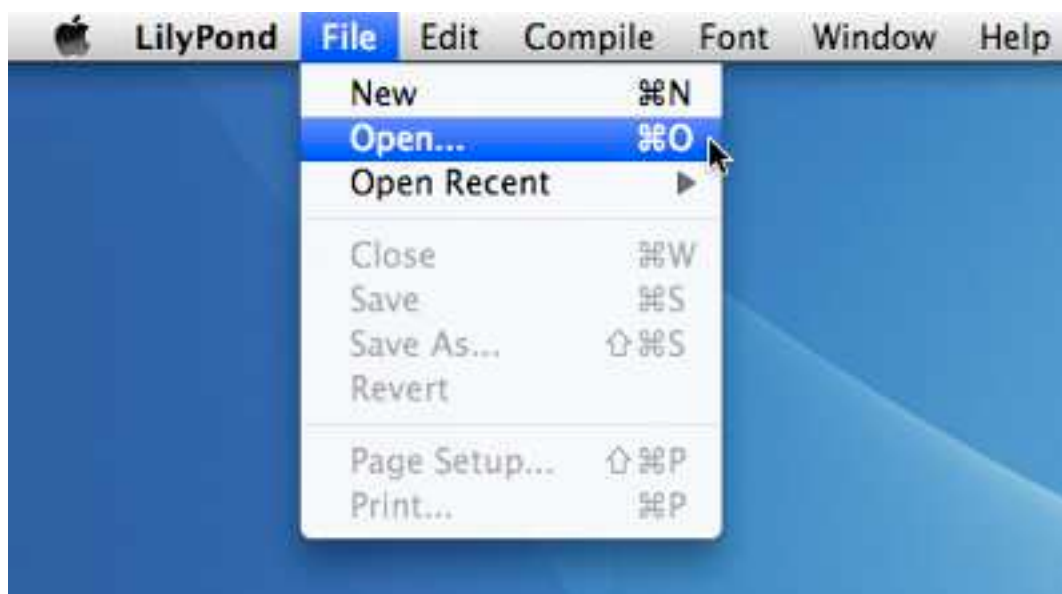 LilyPond File Edit Compile Font Window Help
New ⌘N
Open... ⌘O
Open Recent ▶
Close ⌘W
Save ⌘S
Save As... ⇧⌘S
Revert
Page Setup... ⇧⌘P
Print... ⌘P